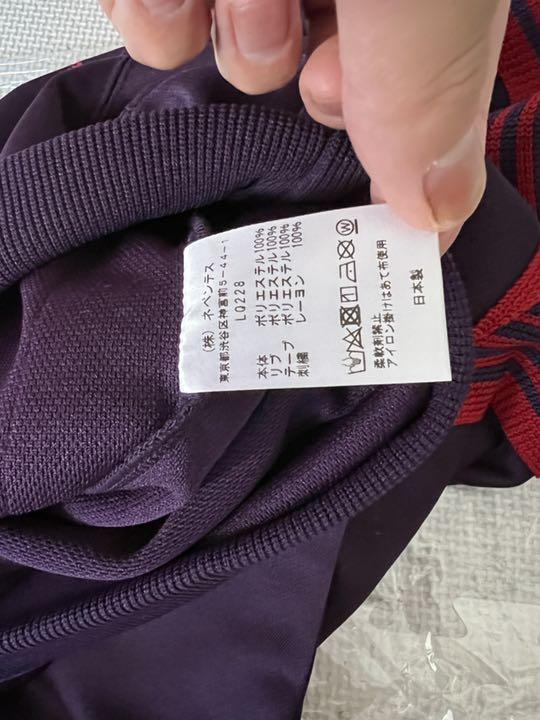 (株) ネペンテス
東京都渋谷区神宮前5-44-1
LQ228
本体 ポリエステル100%
リブ ポリエステル100%
テープ ポリエステル100%
刺繍 レーヨン 100%
柔軟剤禁止
アイロン掛けはあて布使用
日本製